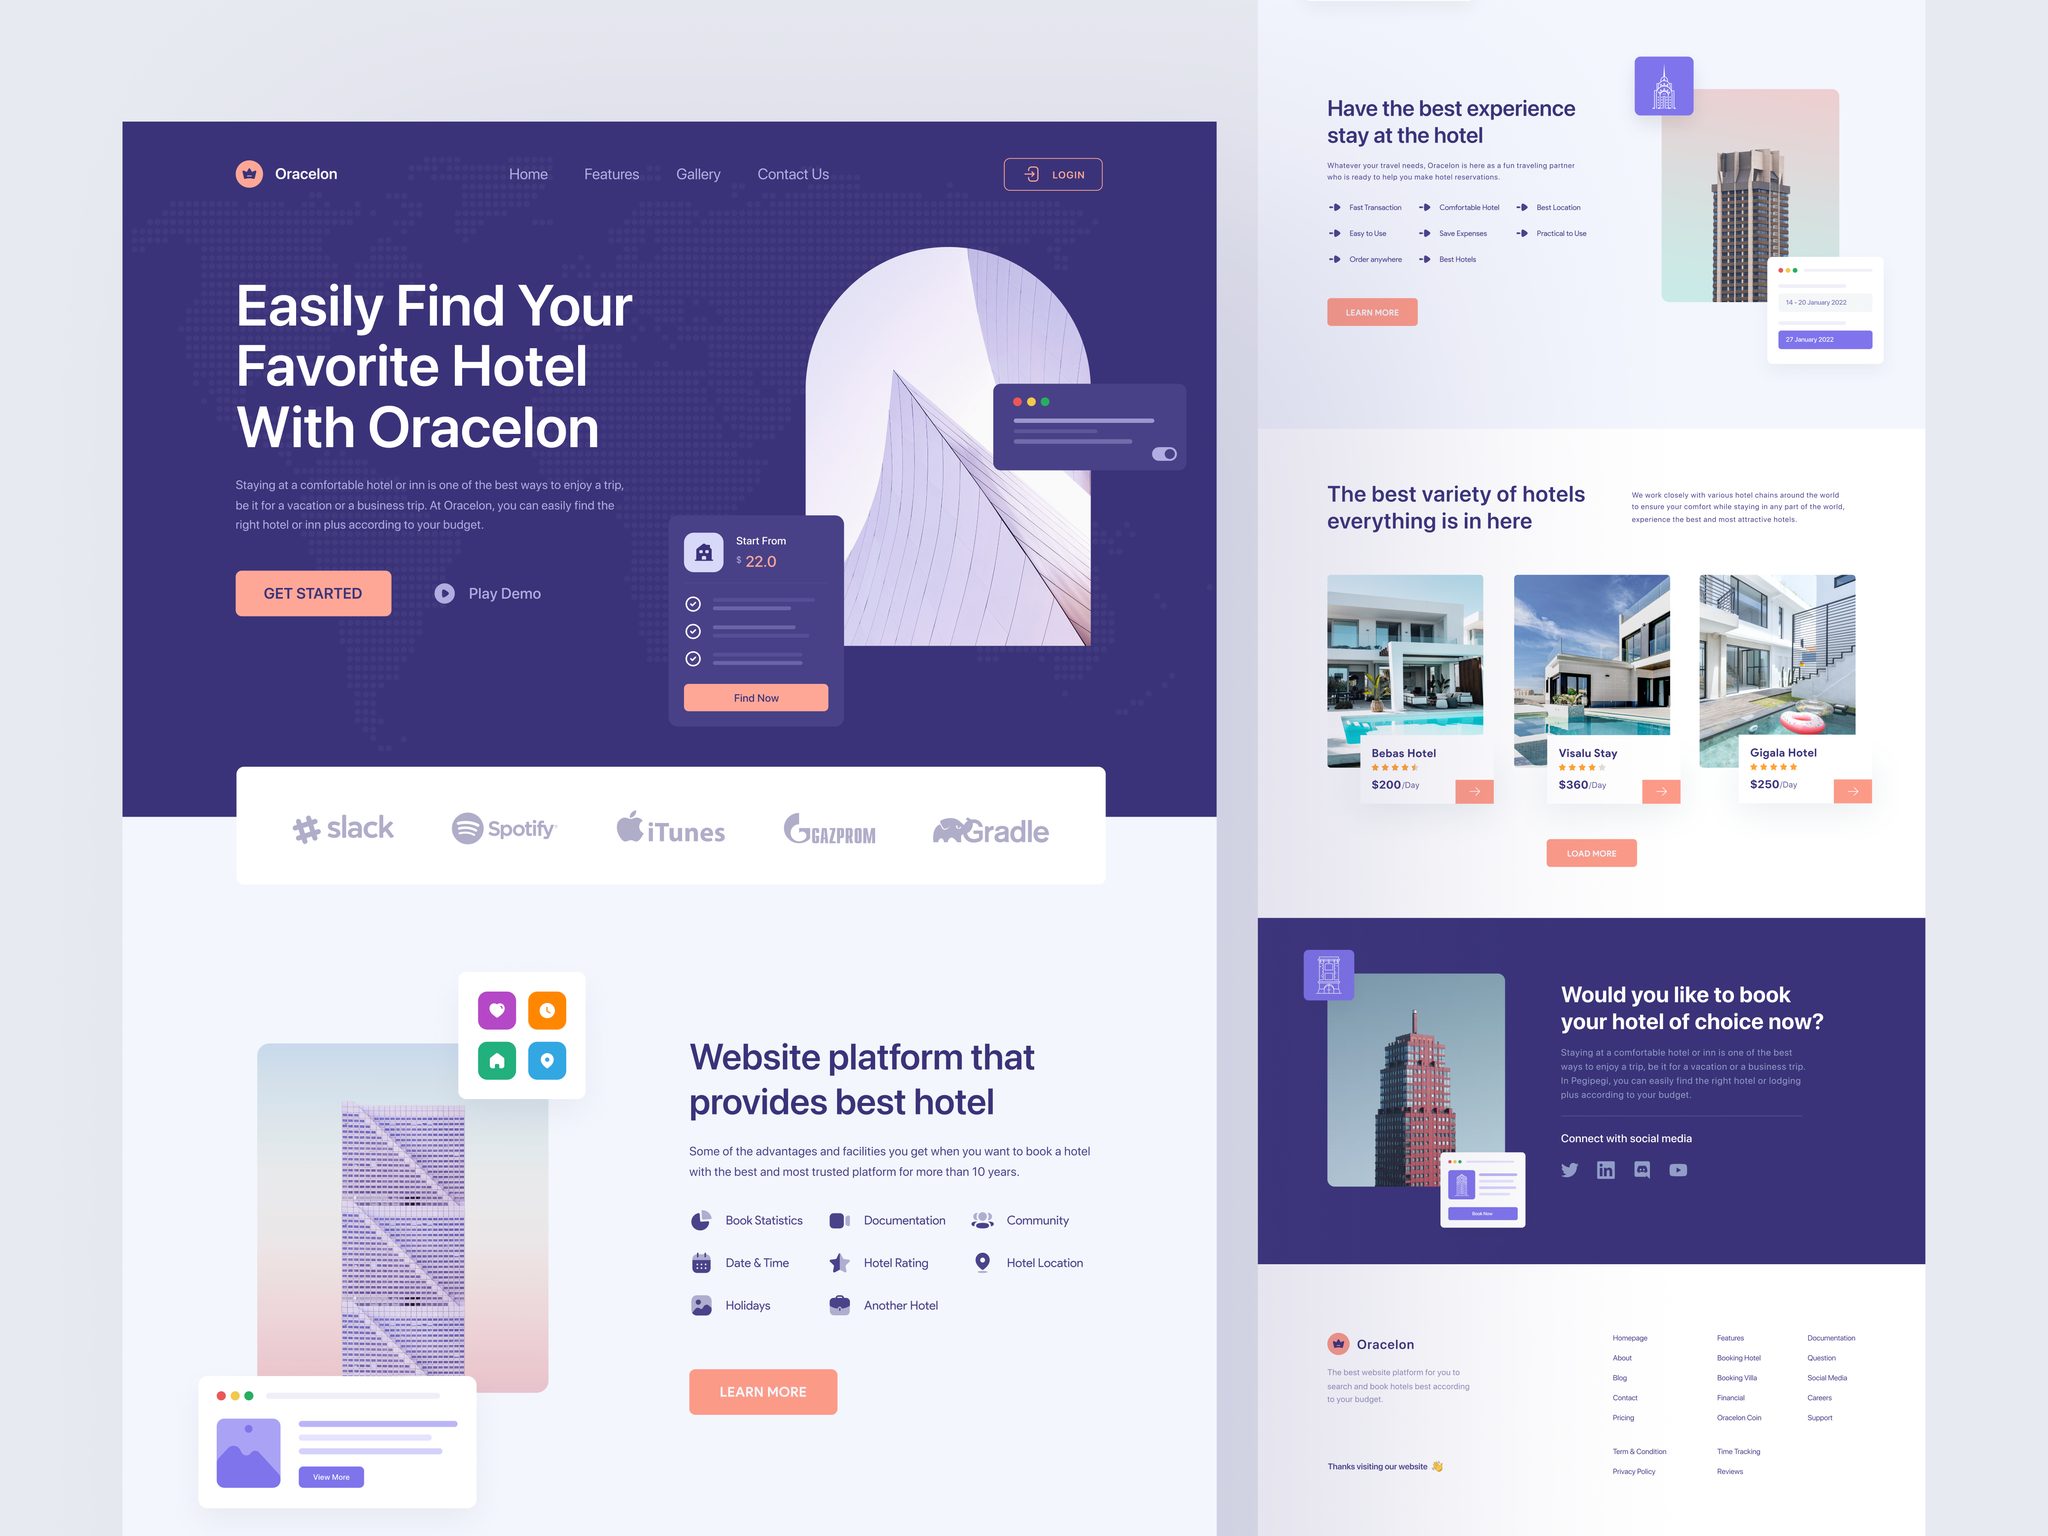 Oracelon
Home
Features
Gallery
Contact Us
LOGIN
Easily Find Your
Favorite Hotel
With Oracelon
Staying at a comfortable hotel or inn is one of the best ways to enjoy a trip,
be it for a vacation or a business trip. At Oracelon, you can easily find the
right hotel or inn plus according to your budget.
GET STARTED
Play Demo
Start From
$ 22.0
Find Now
slack
Spotify
iTunes
GAZPROM
Gradle
Website platform that
provides best hotel
Some of the advantages and facilities you get when you want to book a hotel
with the best and most trusted platform for more than 10 years.
Book Statistics
Documentation
Community
Date & Time
Hotel Rating
Hotel Location
Holidays
Another Hotel
LEARN MORE
View More
Have the best experience
stay at the hotel
Whatever your travel needs, Oracelon is here as a fun traveling partner
who is ready to help you make hotel reservations.
Fast Transaction
Comfortable Hotel
Best Location
Easy to Use
Save Expenses
Practical to Use
Order anywhere
Best Hotels
LEARN MORE
14 - 20 January 2022
27 January 2022
The best variety of hotels
everything is in here
We work closely with various hotel chains around the world
to ensure your comfort while staying in any part of the world,
experience the best and most attractive hotels.
Bebas Hotel
$200/Day
Visalu Stay
$360/Day
Gigala Hotel
$250/Day
LOAD MORE
Would you like to book
your hotel of choice now?
Staying at a comfortable hotel or inn is one of the best
ways to enjoy a trip, be it for a vacation or a business trip.
In Pegipegi, you can easily find the right hotel or lodging
plus according to your budget.
Connect with social media
in
Book Now
Oracelon
The best website platform for you to
search and book hotels best according
to your budget.
Thanks visiting our website 👋
Homepage
About
Blog
Contact
Pricing
Term & Condition
Privacy Policy
Features
Booking Hotel
Booking Villa
Financial
Oracelon Coin
Time Tracking
Reviews
Documentation
Question
Social Media
Careers
Support